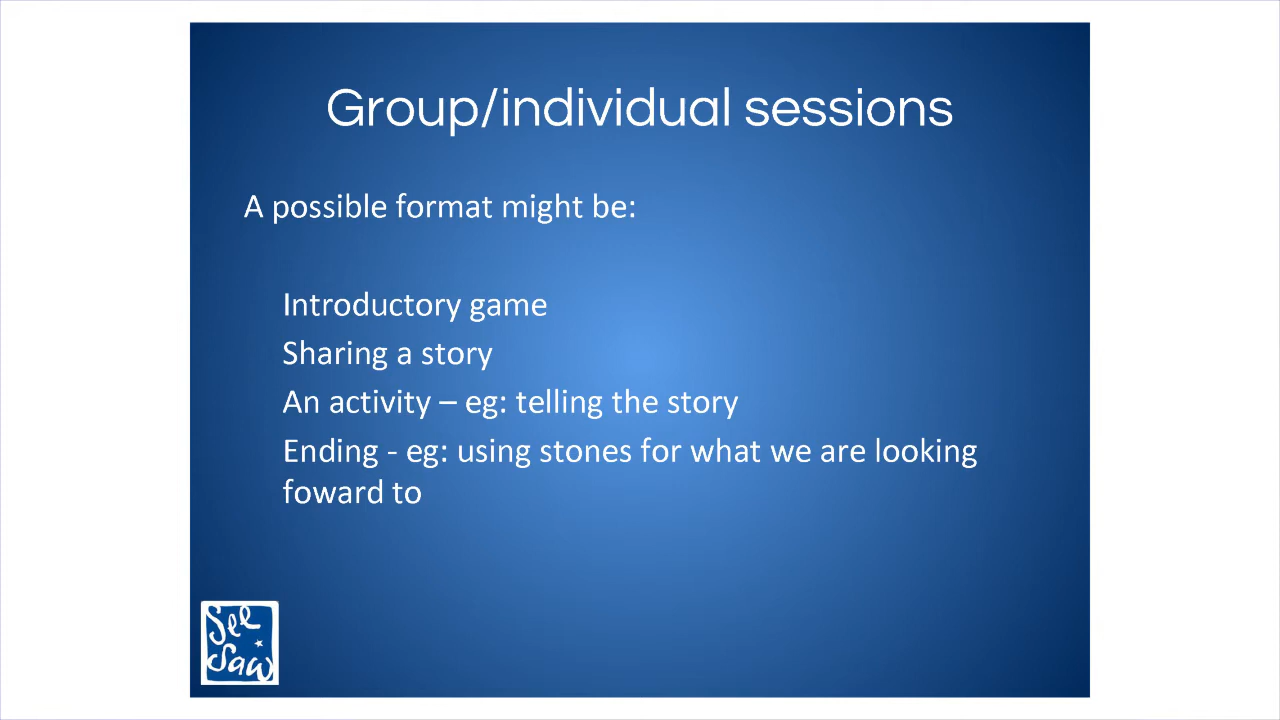 Group/individual sessions
A possible format might be:
Introductory game
Sharing a story
An activity – eg: telling the story
Ending - eg: using stones for what we are looking
foward to
See
Saw